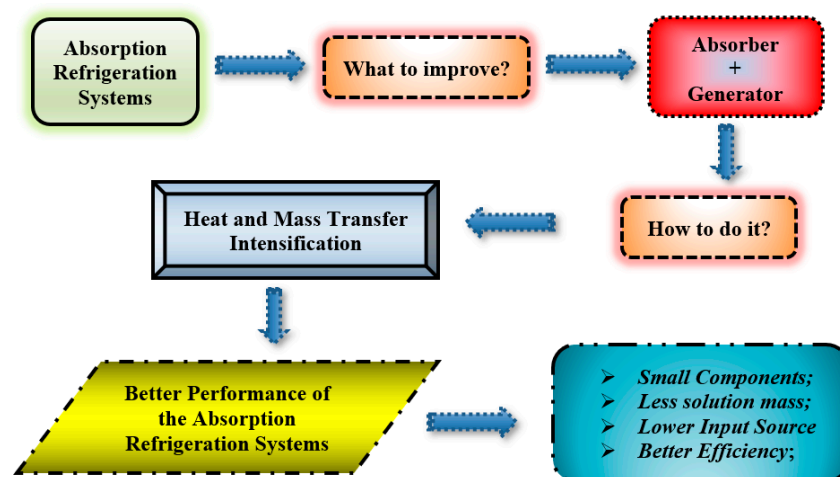 Absorption
Refrigeration
Systems
What to improve?
Absorber
+
Generator
How to do it?
Heat and Mass Transfer
Intensification
Better Performance of
the Absorption
Refrigeration Systems
➢ Small Components;
➢ Less solution mass;
➢ Lower Input Source
➢ Better Efficiency;